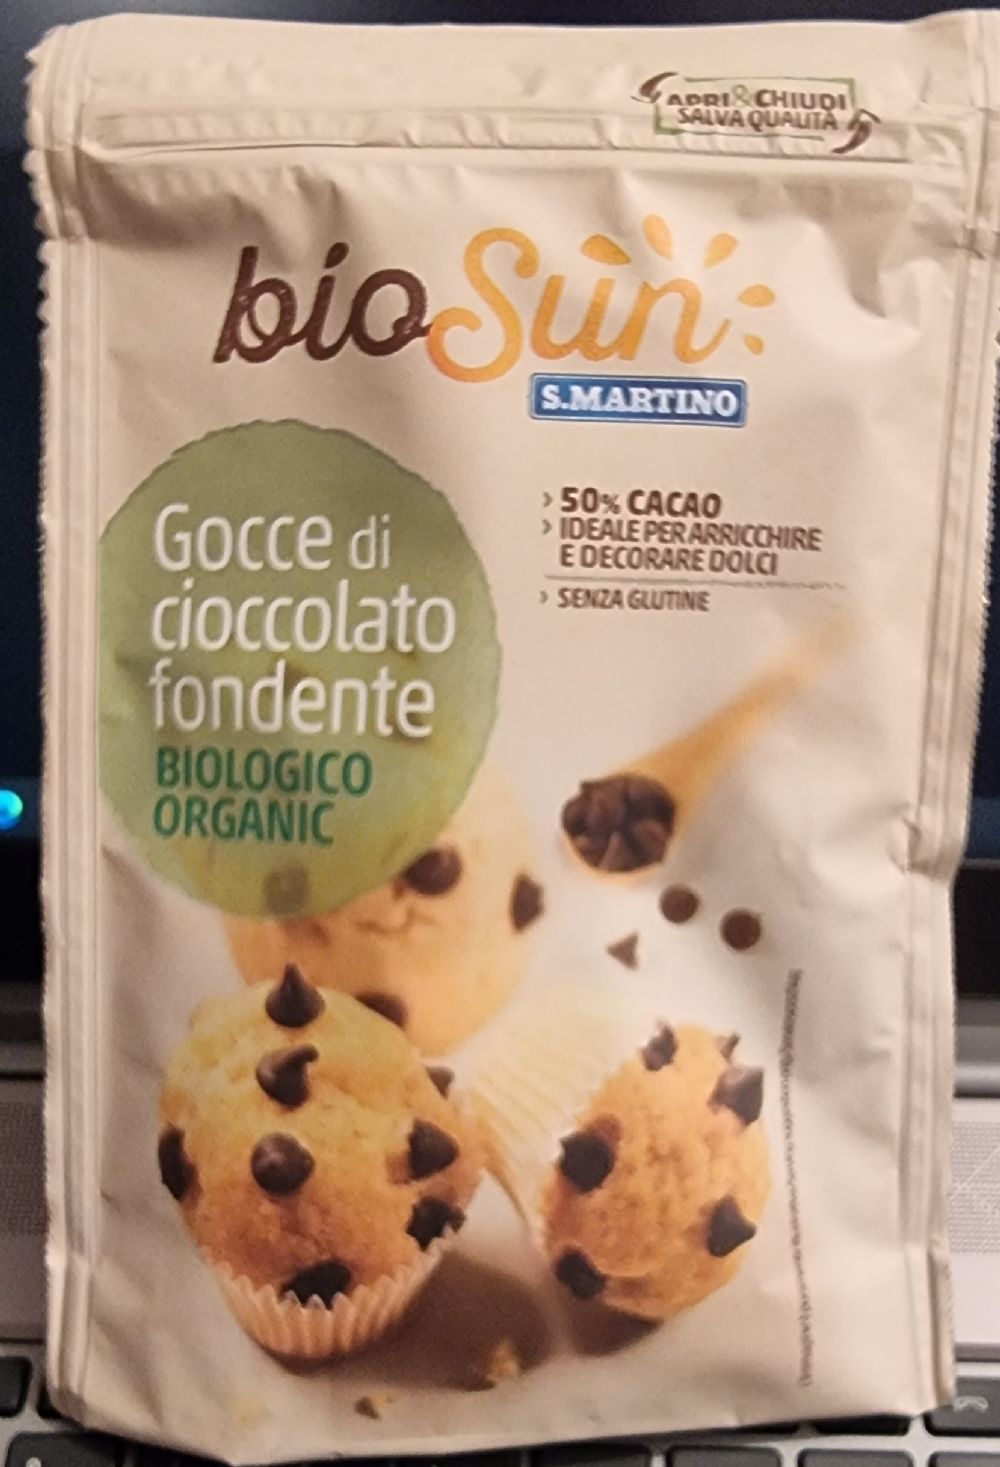 APRI&CHIUDI
SALVA QUALITÀ
bioSun
S.MARTINO
Gocce di
cioccolato
fondente
BIOLOGICO
ORGANIC
› 50% CACAO
› IDEALE PER ARRICCHIRE
E DECORARE DOLCI
› SENZA GLUTINE